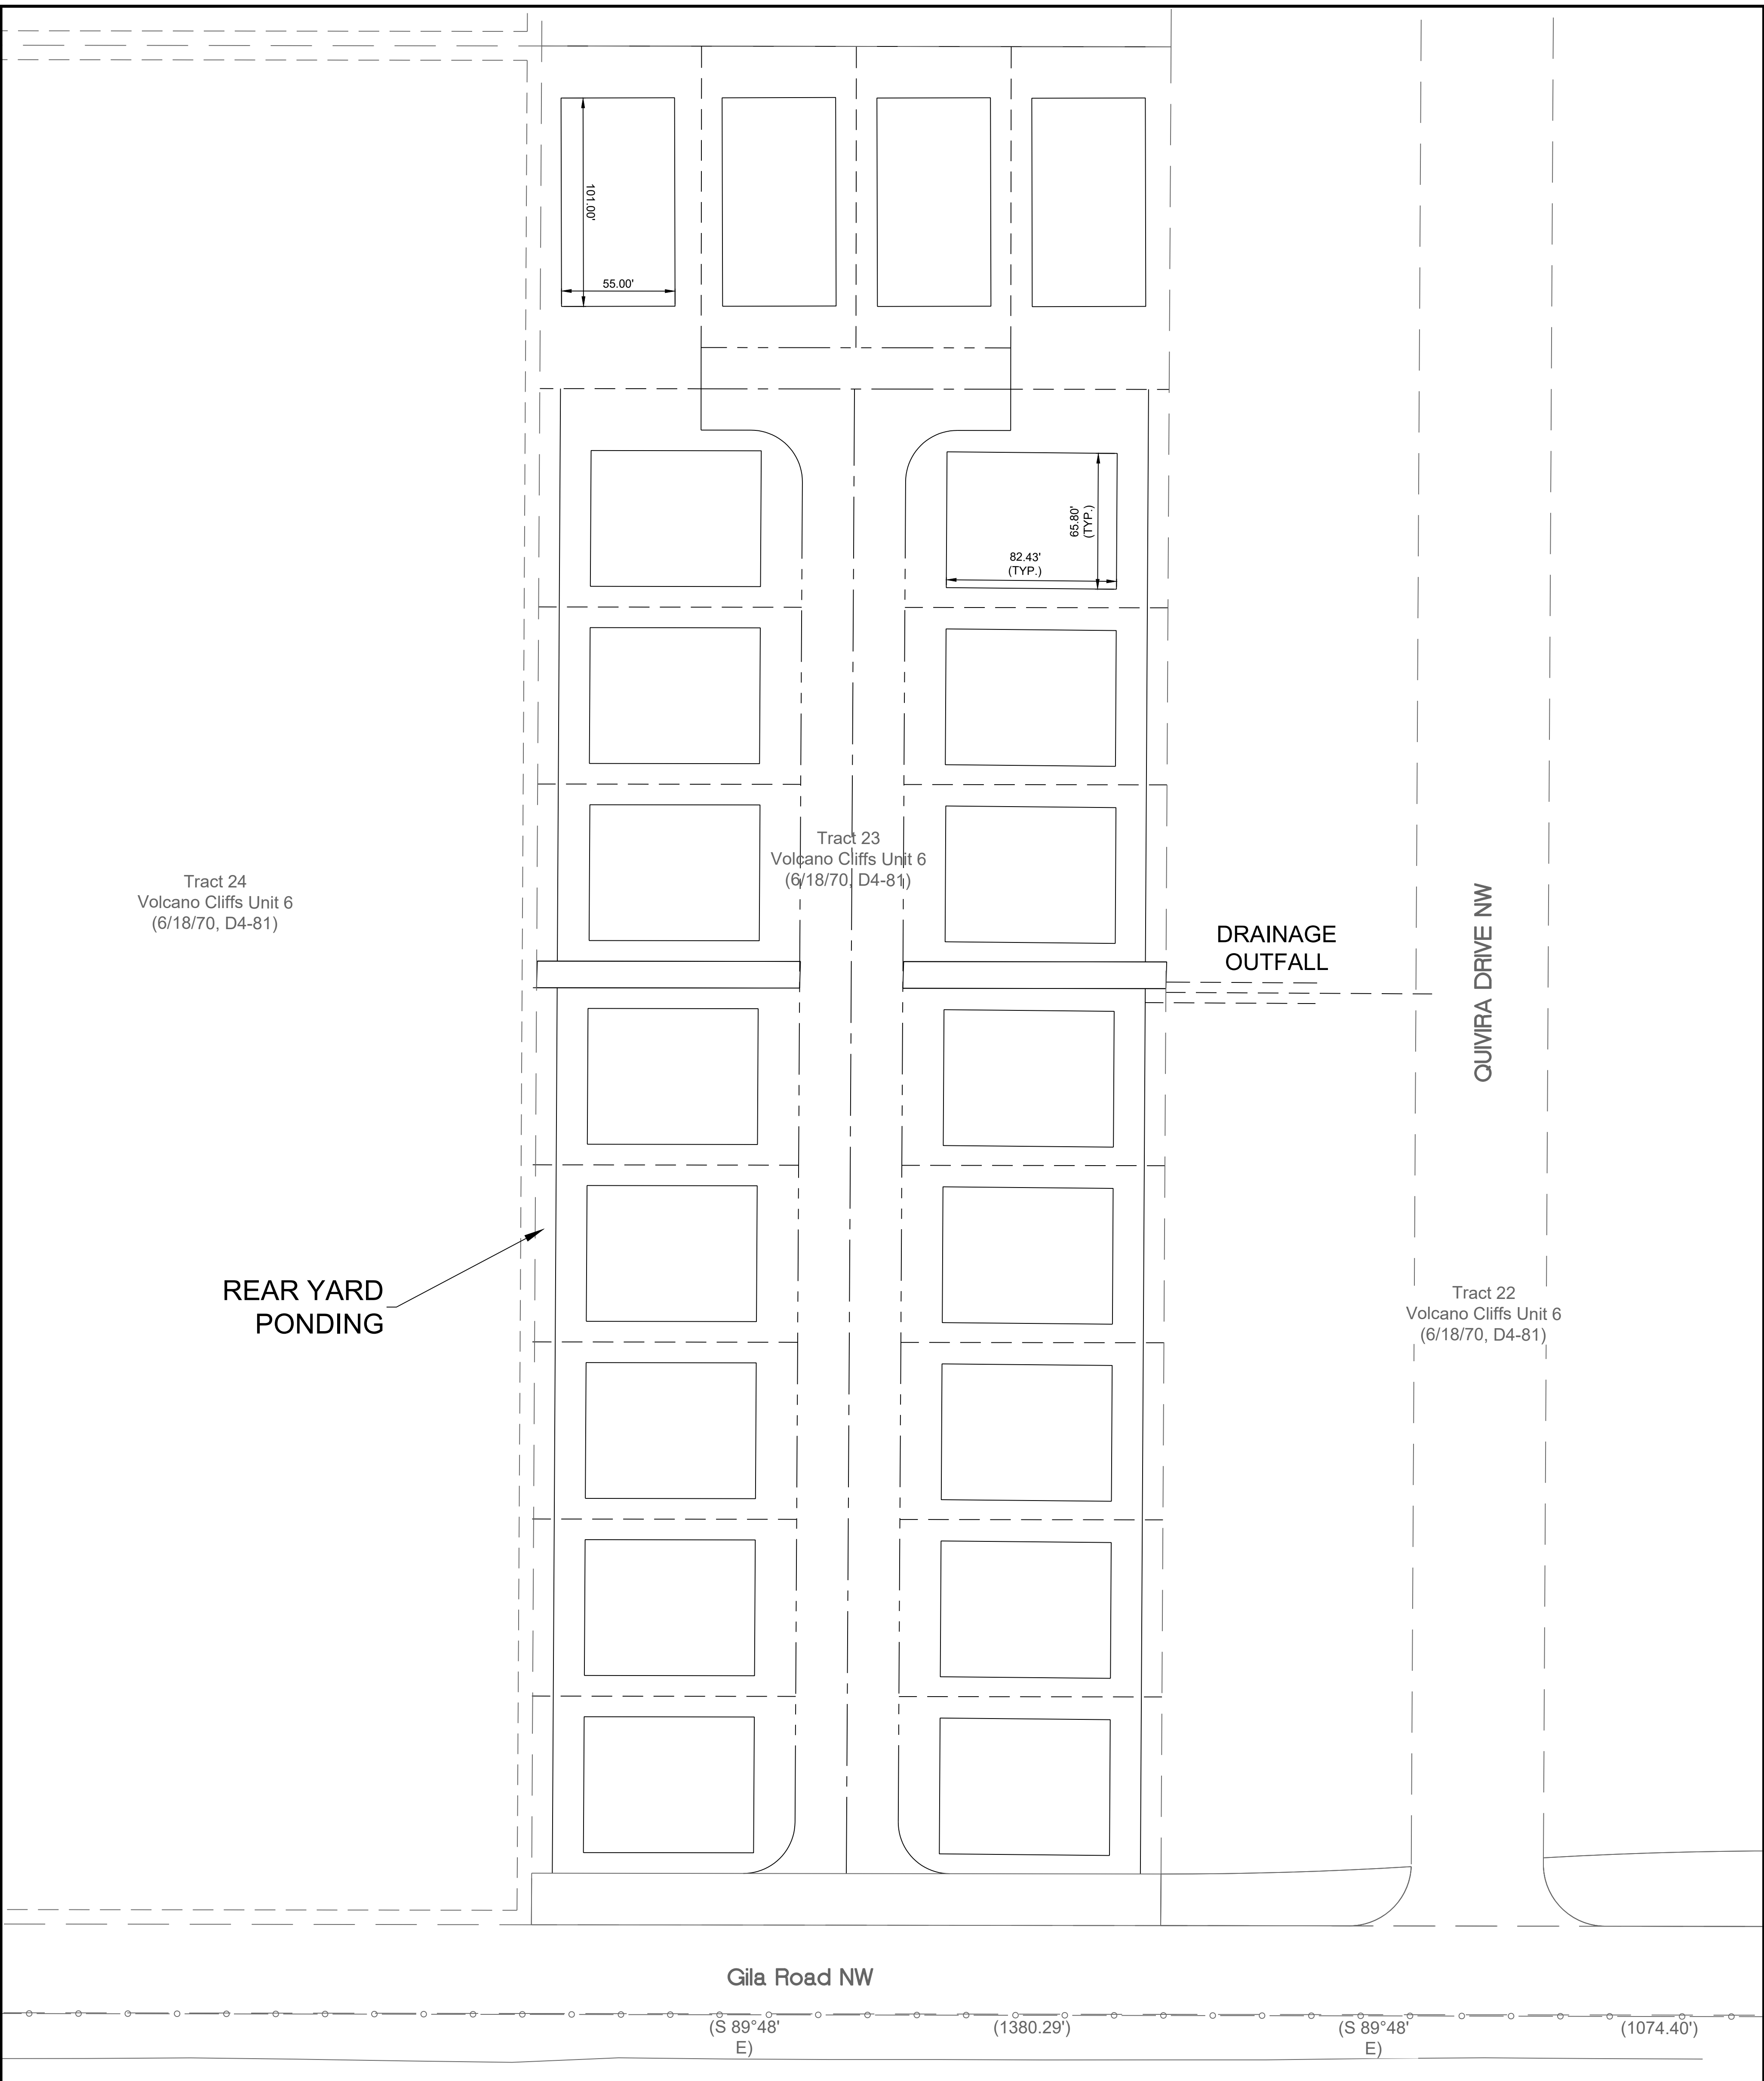 101.00'
55.00'
65.80'
(TYP.)
82.43'
(TYP.)
Tract 23
Volcano Cliffs Unit 6
(6/18/70, D4-81)
Tract 24
Volcano Cliffs Unit 6
(6/18/70, D4-81)
DRAINAGE
OUTFALL
QUIVIRA DRIVE NW
REAR YARD
PONDING
Tract 22
Volcano Cliffs Unit 6
(6/18/70, D4-81)
Gila Road NW
(S 89°48'
E)
(1380.29')
(S 89°48'
E)
(1074.40')